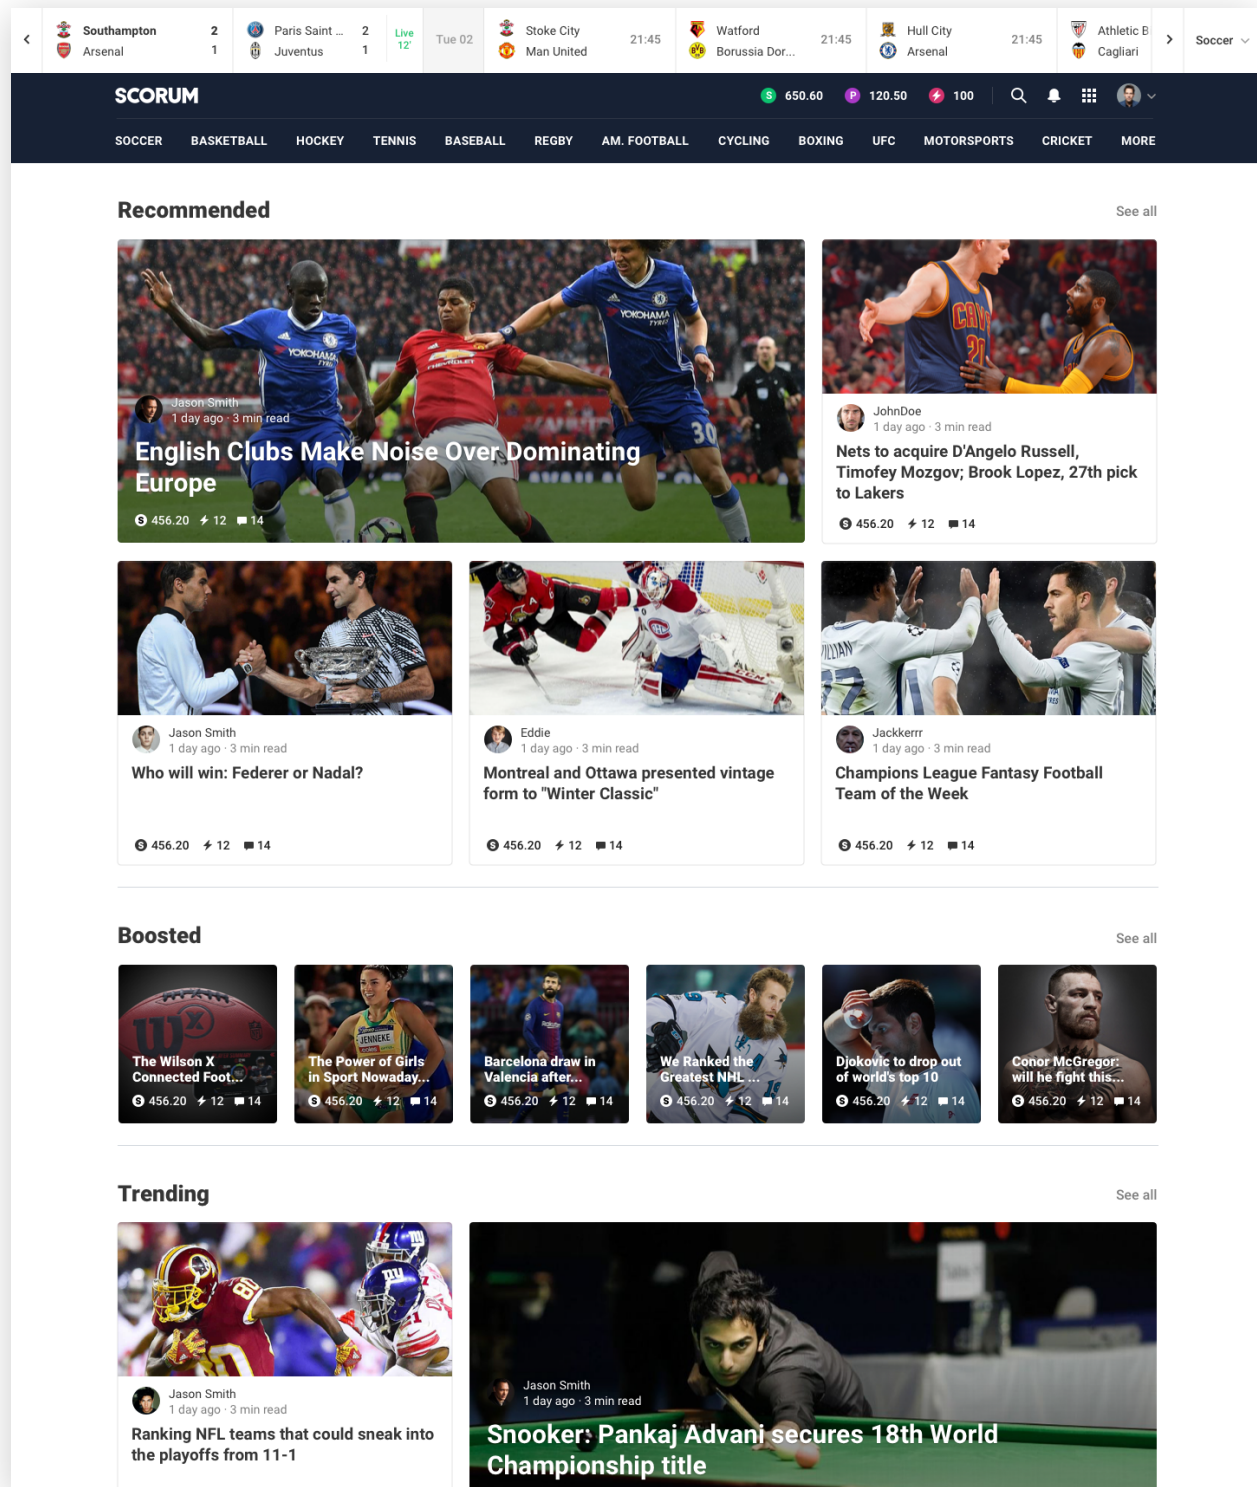 Southampton 2
Arsenal 1
Paris Saint ... 2
Juventus 1
Live
12'
Tue 02
Stoke City
Man United
21:45
Watford
Borussia Dor...
21:45
Hull City
Arsenal
21:45
Athletic B
Cagliari
Soccer
SCORUM
S 650.60 P 120.50 100
SOCCER BASKETBALL HOCKEY TENNIS BASEBALL REGBY AM. FOOTBALL CYCLING BOXING UFC MOTORSPORTS CRICKET MORE
Recommended
See all
YOKOHAMA
TYRES
CHEVROLET
YOKOHAMA
TYRES
30
Jason Smith
1 day ago · 3 min read
English Clubs Make Noise Over Dominating
Europe
S 456.20 12 14
CAVS
20
JohnDoe
1 day ago · 3 min read
Nets to acquire D'Angelo Russell,
Timofey Mozgov; Brook Lopez, 27th pick
to Lakers
S 456.20 12 14
Jason Smith
1 day ago · 3 min read
Who will win: Federer or Nadal?
S 456.20 12 14
Eddie
1 day ago · 3 min read
Montreal and Ottawa presented vintage
form to "Winter Classic"
S 456.20 12 14
WILLIAN
22
Jackkerrr
1 day ago · 3 min read
Champions League Fantasy Football
Team of the Week
S 456.20 12 14
Boosted
See all
The Wilson X
Connected Foot...
S 456.20 12 14
JENNEKE
The Power of Girls
in Sport Nowaday...
S 456.20 12 14
Barcelona draw in
Valencia after...
S 456.20 12 14
We Ranked the
Greatest NHL ...
S 456.20 12 14
Djokovic to drop out
of world's top 10
S 456.20 12 14
Conor McGregor:
will he fight this...
S 456.20 12 14
Trending
See all
80
ny
Jason Smith
1 day ago · 3 min read
Ranking NFL teams that could sneak into
the playoffs from 11-1
Jason Smith
1 day ago · 3 min read
Snooker: Pankaj Advani secures 18th World
Championship title